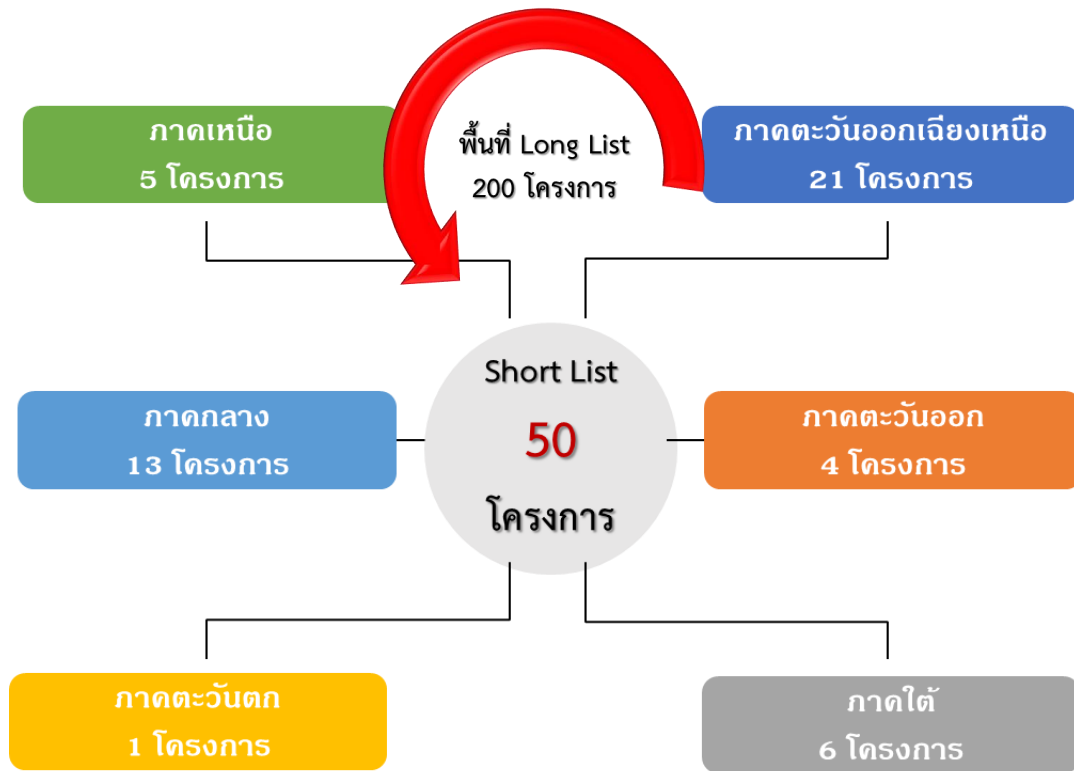 ภาคเหนือ
5 โครงการ
พื้นที่ Long List
200 โครงการ
ภาคตะวันออกเฉียงเหนือ
21 โครงการ
Short List
50
โครงการ
ภาคกลาง
13 โครงการ
ภาคตะวันออก
4 โครงการ
ภาคตะวันตก
1 โครงการ
ภาคใต้
6 โครงการ